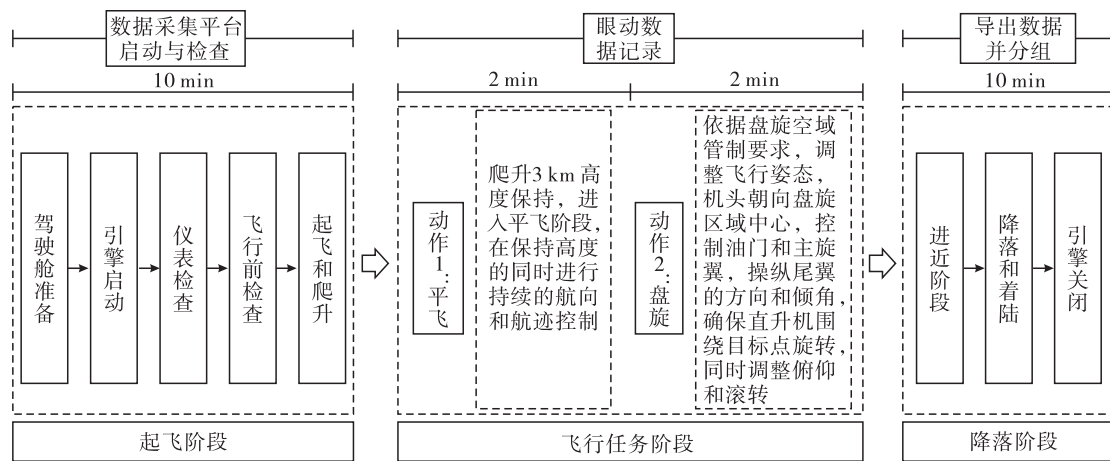 数据采集平台
启动与检查
眼动数
据记录
导出数据
并分组
10 min
2 min
2 min
10 min
驾驶舱准备
引擎启动
仪表检查
飞行前检查
起飞和爬升
动作1：平飞
爬升3 km高
度保持，进
入平飞阶段，
在保持高度
的同时进行
持续的航向
和航迹控制
动作2：盘旋
依据盘旋空域
管制要求，调
整飞行姿态，
机头朝向盘旋
区域中心，控
制油门和主旋
翼，操纵尾翼
的方向和倾角，
确保直升机围
绕目标点旋转，
同时调整俯仰
和滚转
进近阶段
降落和着陆
引擎关闭
起飞阶段
飞行任务阶段
降落阶段